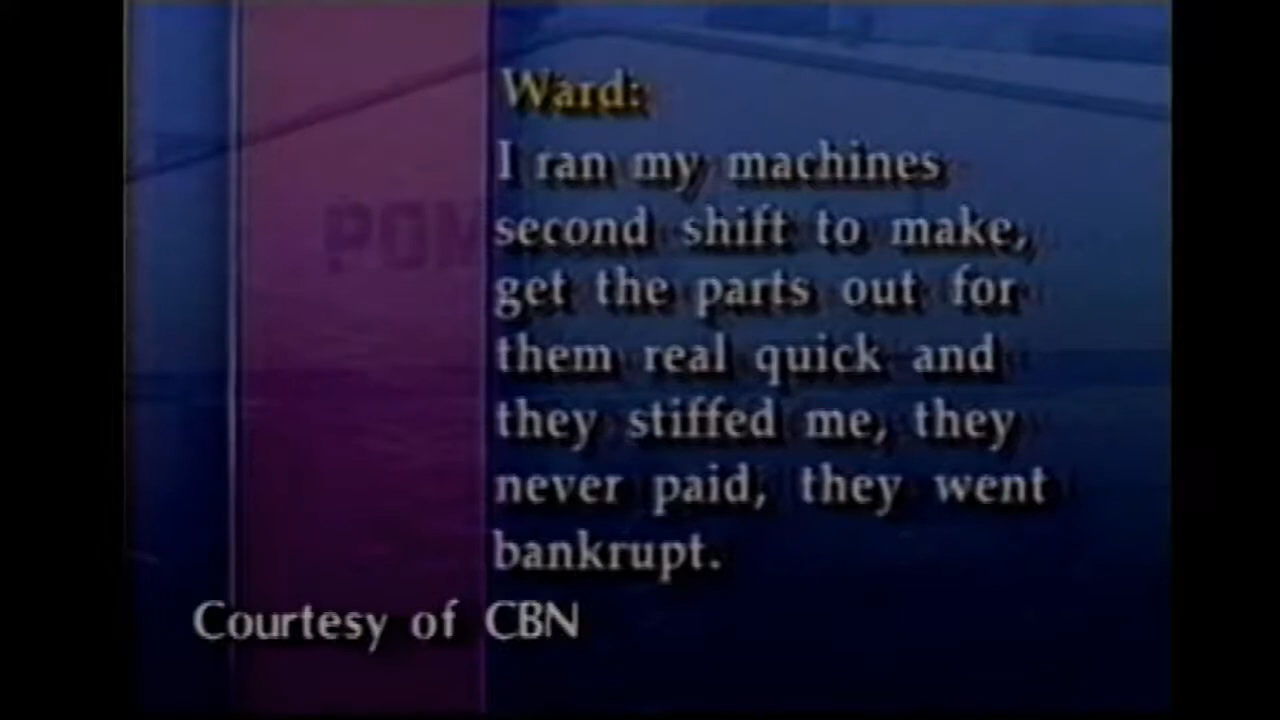 Ward:
I ran my machines
second shift to make,
get the parts out for
them real quick and
they stiffed me, they
never paid, they went
bankrupt.
Courtesy of CBN
POM